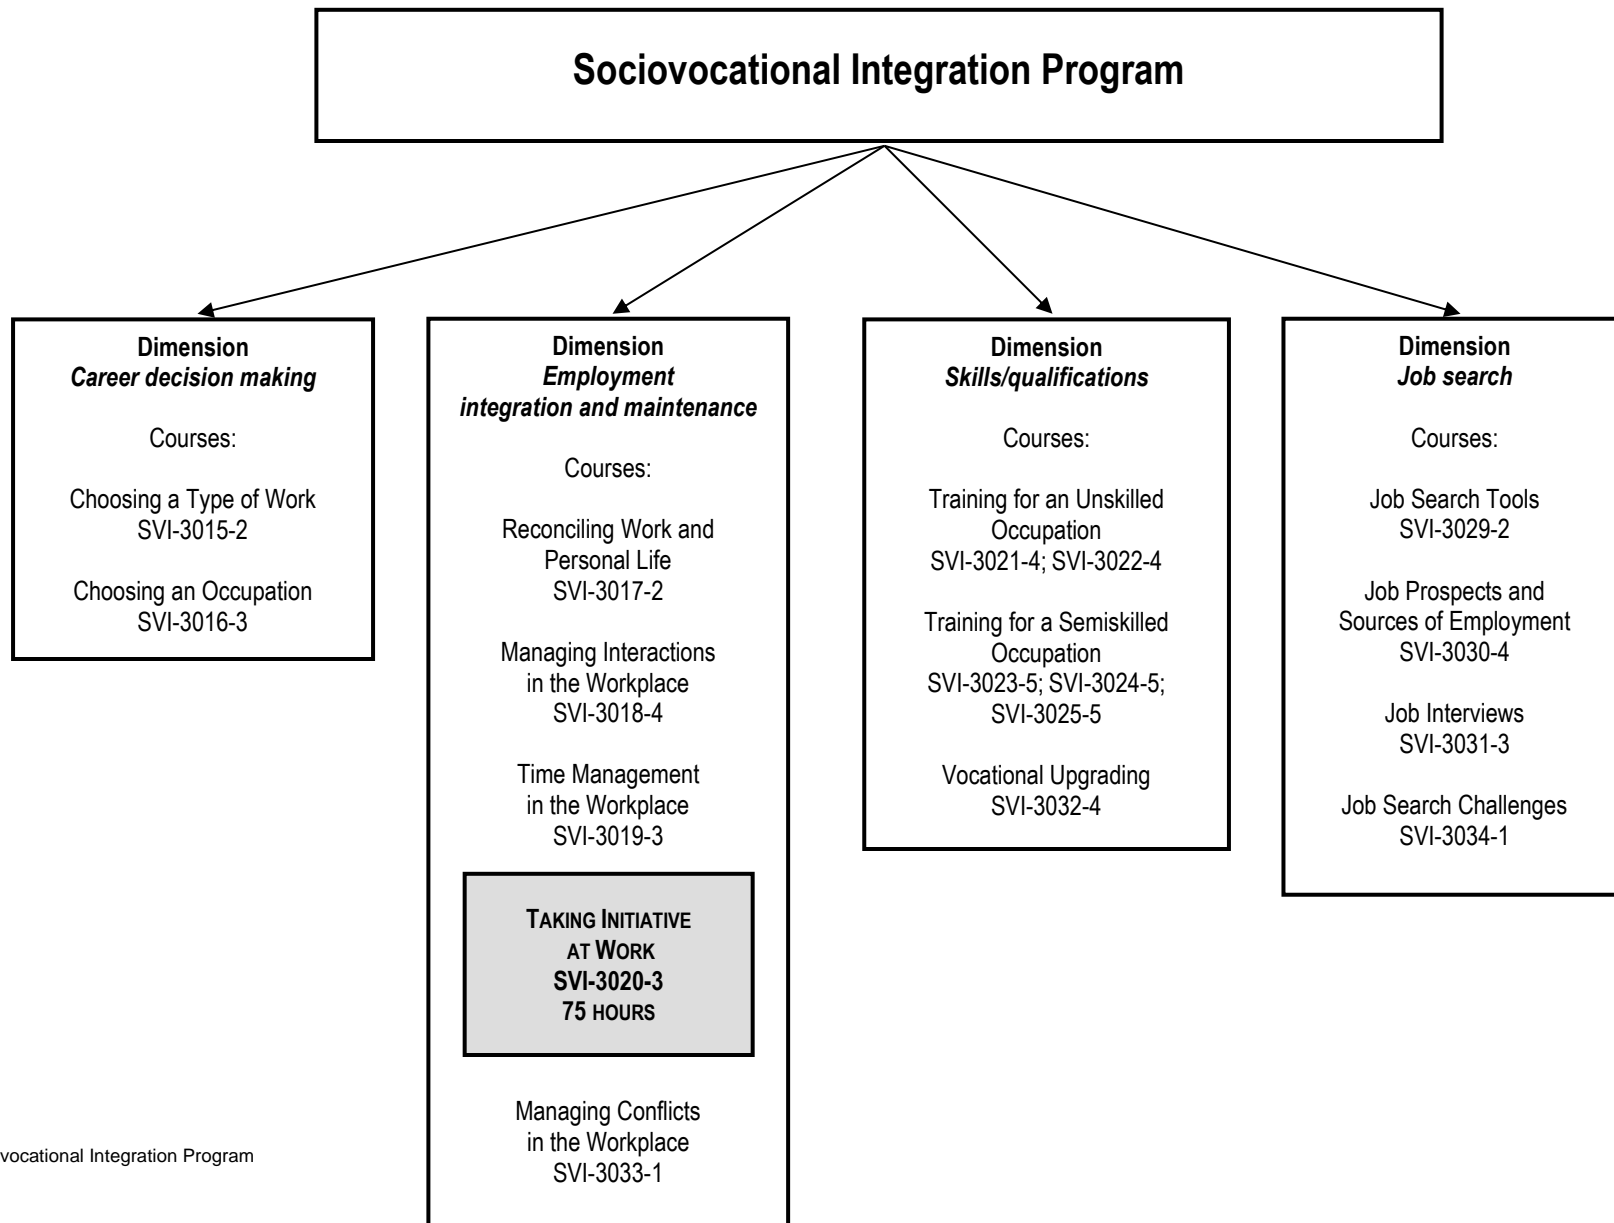 Sociovocational Integration Program
Dimension
Career decision making
Courses:
Choosing a Type of Work
SVI-3015-2
Choosing an Occupation
SVI-3016-3
Dimension
Employment
integration and maintenance
Courses:
Reconciling Work and
Personal Life
SVI-3017-2
Managing Interactions
in the Workplace
SVI-3018-4
Time Management
in the Workplace
SVI-3019-3
TAKING INITIATIVE
AT WORK
SVI-3020-3
75 HOURS
Managing Conflicts
in the Workplace
SVI-3033-1
Dimension
Skills/qualifications
Courses:
Training for an Unskilled
Occupation
SVI-3021-4; SVI-3022-4
Training for a Semiskilled
Occupation
SVI-3023-5; SVI-3024-5;
SVI-3025-5
Vocational Upgrading
SVI-3032-4
Dimension
Job search
Courses:
Job Search Tools
SVI-3029-2
Job Prospects and
Sources of Employment
SVI-3030-4
Job Interviews
SVI-3031-3
Job Search Challenges
SVI-3034-1
vocational Integration Program